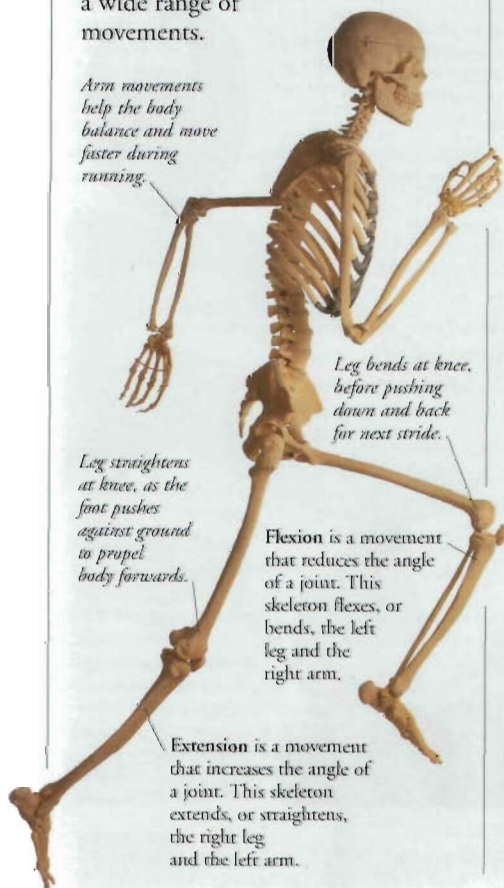 a wide range of
movements.
Arm movements
help the body
balance and move
faster during
running.
Leg bends at knee,
before pushing
down and back
for next stride.
Leg straightens
at knee, as the
foot pushes
against ground
to propel
body forwards.
Flexion is a movement
that reduces the angle
of a joint. This
skeleton flexes, or
bends, the left
leg and the
right arm.
Extension is a movement
that increases the angle of
a joint. This skeleton
extends, or straightens,
the right leg
and the left arm.